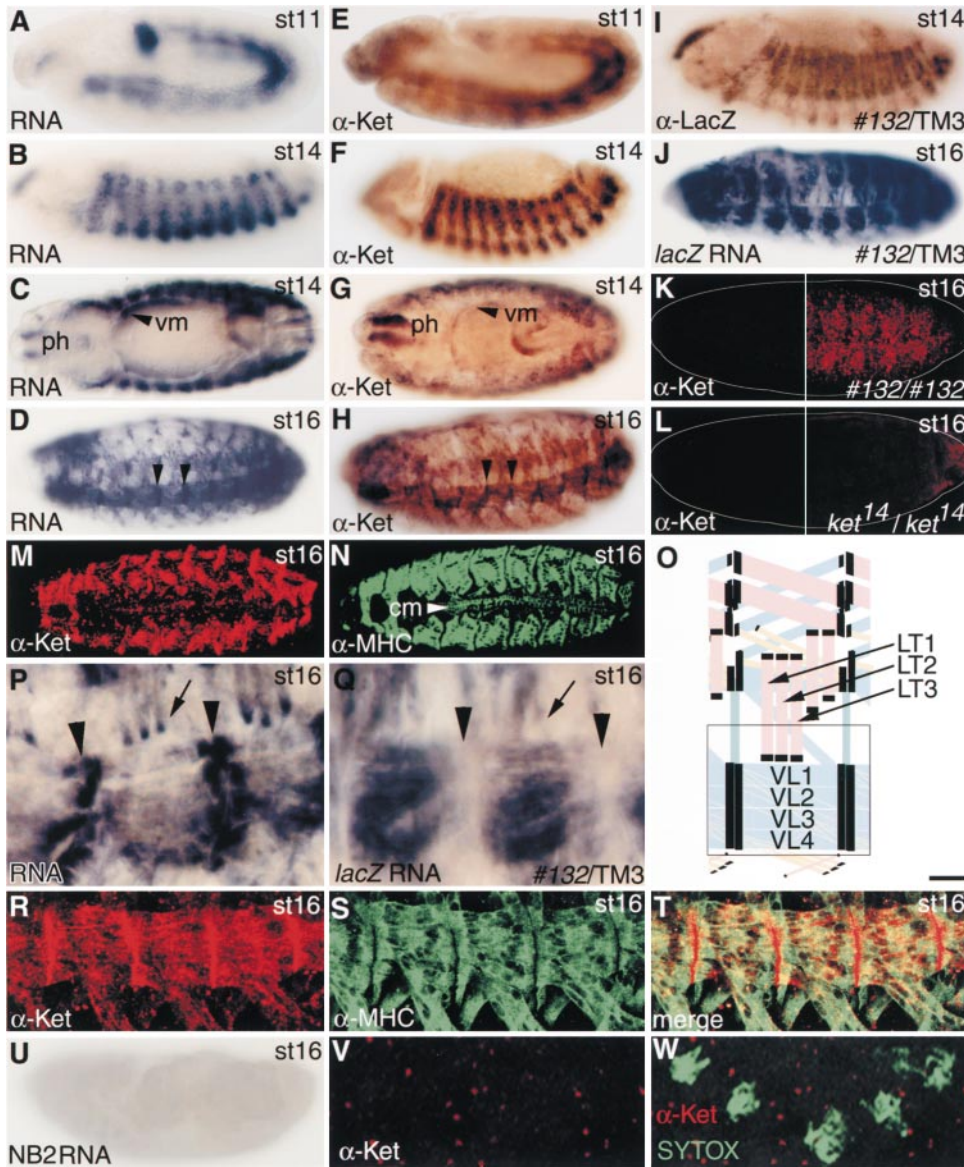 A st11
RNA
E st11
α-Ket
I st14
α-LacZ #132/TM3
B st14
RNA
F st14
α-Ket
J st16
lacZ RNA #132/TM3
C st14
ph vm
RNA
G st14
ph vm
α-Ket
K st16
α-Ket #132/#132
D st16
RNA
H st16
α-Ket
L st16
α-Ket ket14/ket14
M st16
α-Ket
N st16
cm
α-MHC
O
LT1
LT2
LT3
VL1
VL2
VL3
VL4
P st16
RNA
Q st16
lacZ RNA #132/TM3
R st16
α-Ket
S st16
α-MHC
T st16
merge
U st16
NB2RNA
V
α-Ket
W
α-Ket
SYTOX